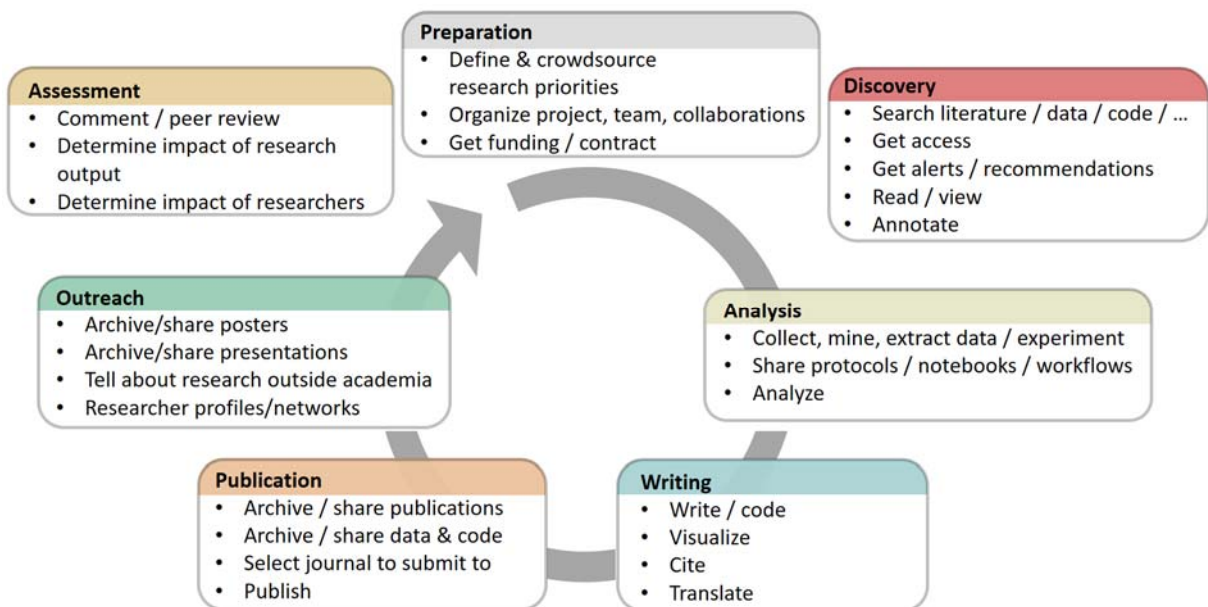 Preparation
• Define & crowdsource
research priorities
• Organize project, team, collaborations
• Get funding / contract
Discovery
• Search literature / data / code / ...
• Get access
• Get alerts / recommendations
• Read / view
• Annotate
Analysis
• Collect, mine, extract data / experiment
• Share protocols / notebooks / workflows
• Analyze
Writing
• Write / code
• Visualize
• Cite
• Translate
Publication
• Archive / share publications
• Archive / share data & code
• Select journal to submit to
• Publish
Outreach
• Archive/share posters
• Archive/share presentations
• Tell about research outside academia
• Researcher profiles/networks
Assessment
• Comment / peer review
• Determine impact of research
output
• Determine impact of researchers